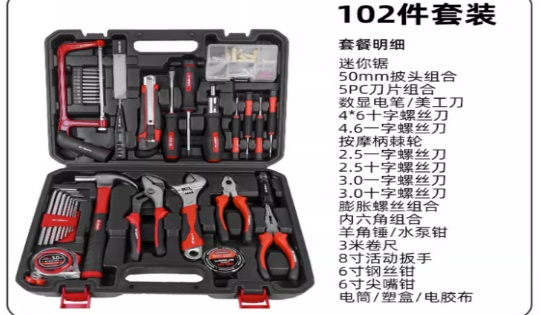 102件套装
套餐明细
迷你锯
50mm披头组合
5PC刀片组合
数显电笔/美工刀
4*6十字螺丝刀
4.6一字螺丝刀
按摩柄棘轮
2.5一字螺丝刀
2.5十字螺丝刀
3.0一字螺丝刀
3.0十字螺丝刀
膨胀螺丝组合
内六角组合
羊角锤/水泵钳
3米卷尺
8寸活动扳手
6寸钢丝钳
6寸尖嘴钳
电筒/塑盒/电胶布